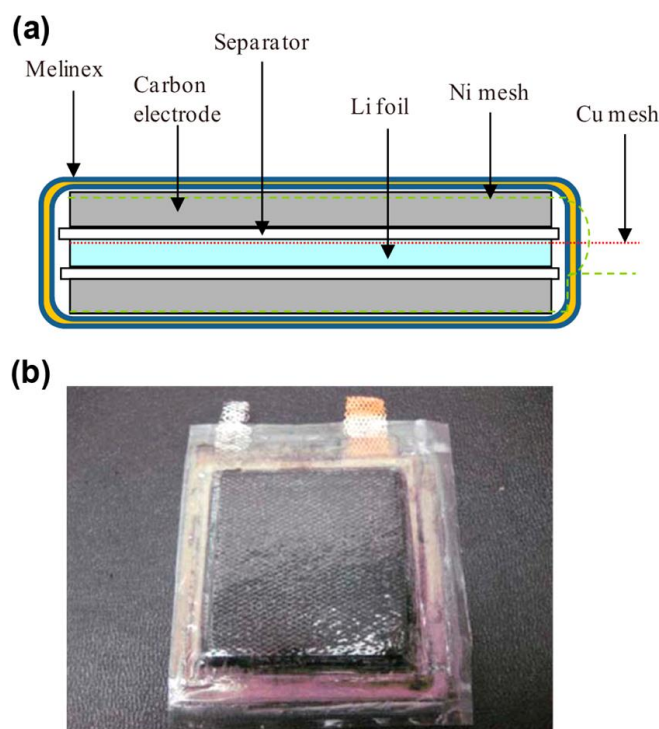 (a)
Separator
Melinex
Carbon
electrode
Li foil
Ni mesh
Cu mesh
(b)